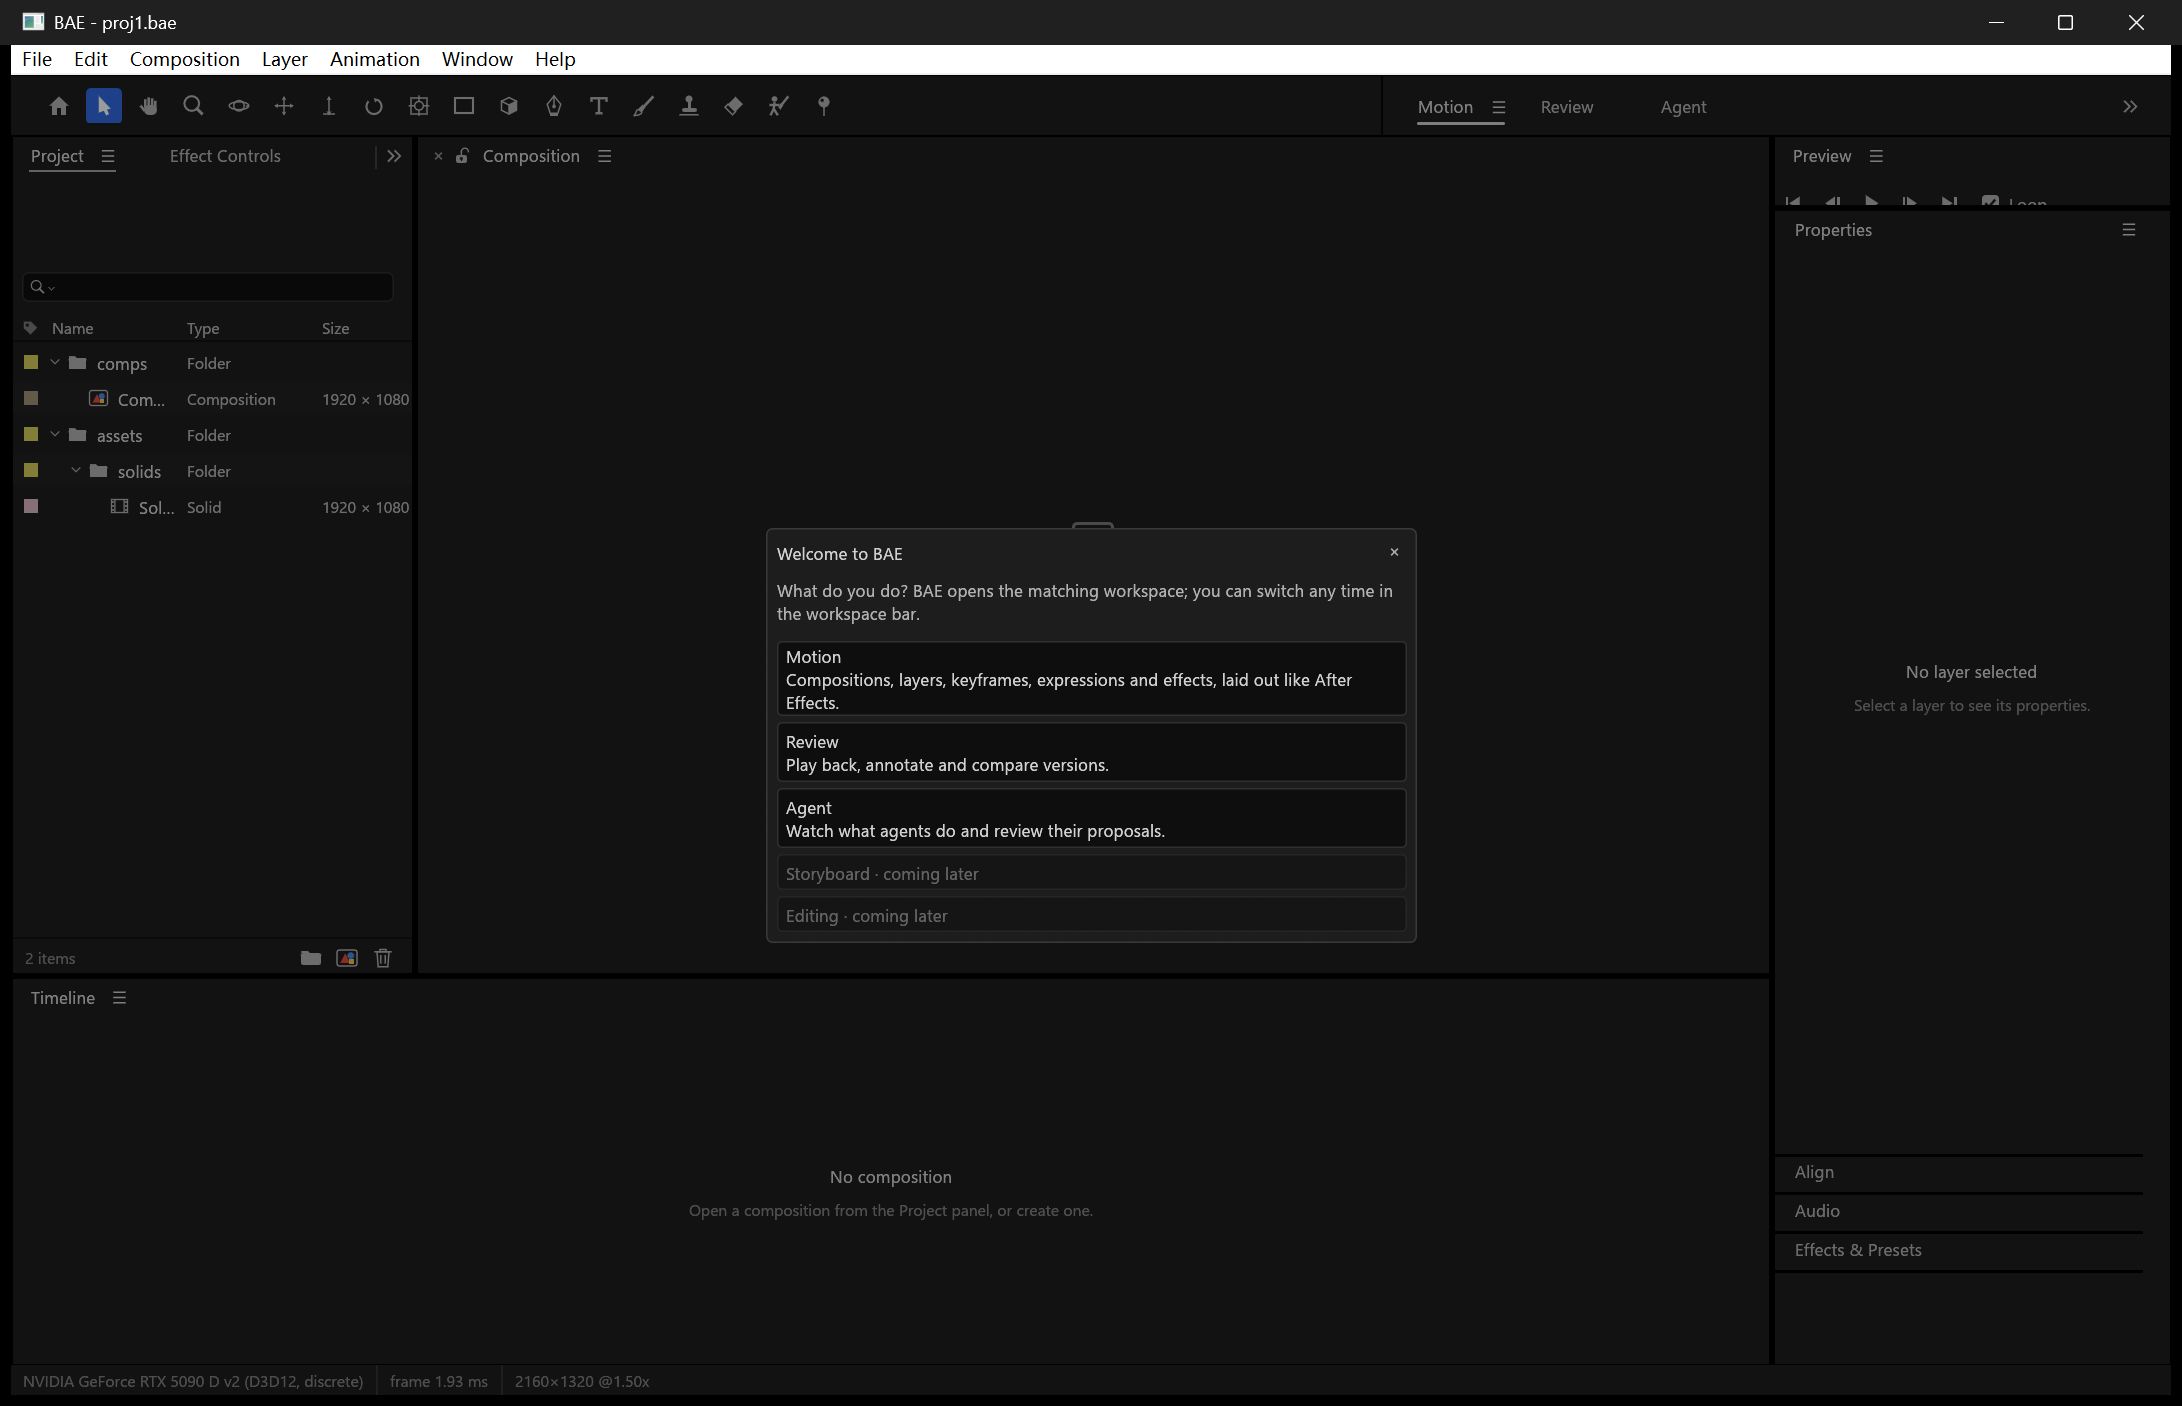 BAE - proj1.bae
File Edit Composition Layer Animation Window Help
Motion Review Agent
Project Effect Controls
Composition
Preview
Loop
Properties
Name Type Size
comps Folder
Com... Composition 1920 × 1080
assets Folder
solids Folder
Sol... Solid 1920 × 1080
Welcome to BAE
What do you do? BAE opens the matching workspace; you can switch any time in
the workspace bar.
Motion
Compositions, layers, keyframes, expressions and effects, laid out like After
Effects.
Review
Play back, annotate and compare versions.
Agent
Watch what agents do and review their proposals.
Storyboard · coming later
Editing · coming later
No layer selected
Select a layer to see its properties.
2 items
Timeline
No composition
Open a composition from the Project panel, or create one.
Align
Audio
Effects & Presets
NVIDIA GeForce RTX 5090 D v2 (D3D12, discrete) frame 1.93 ms 2160×1320 @1.50x